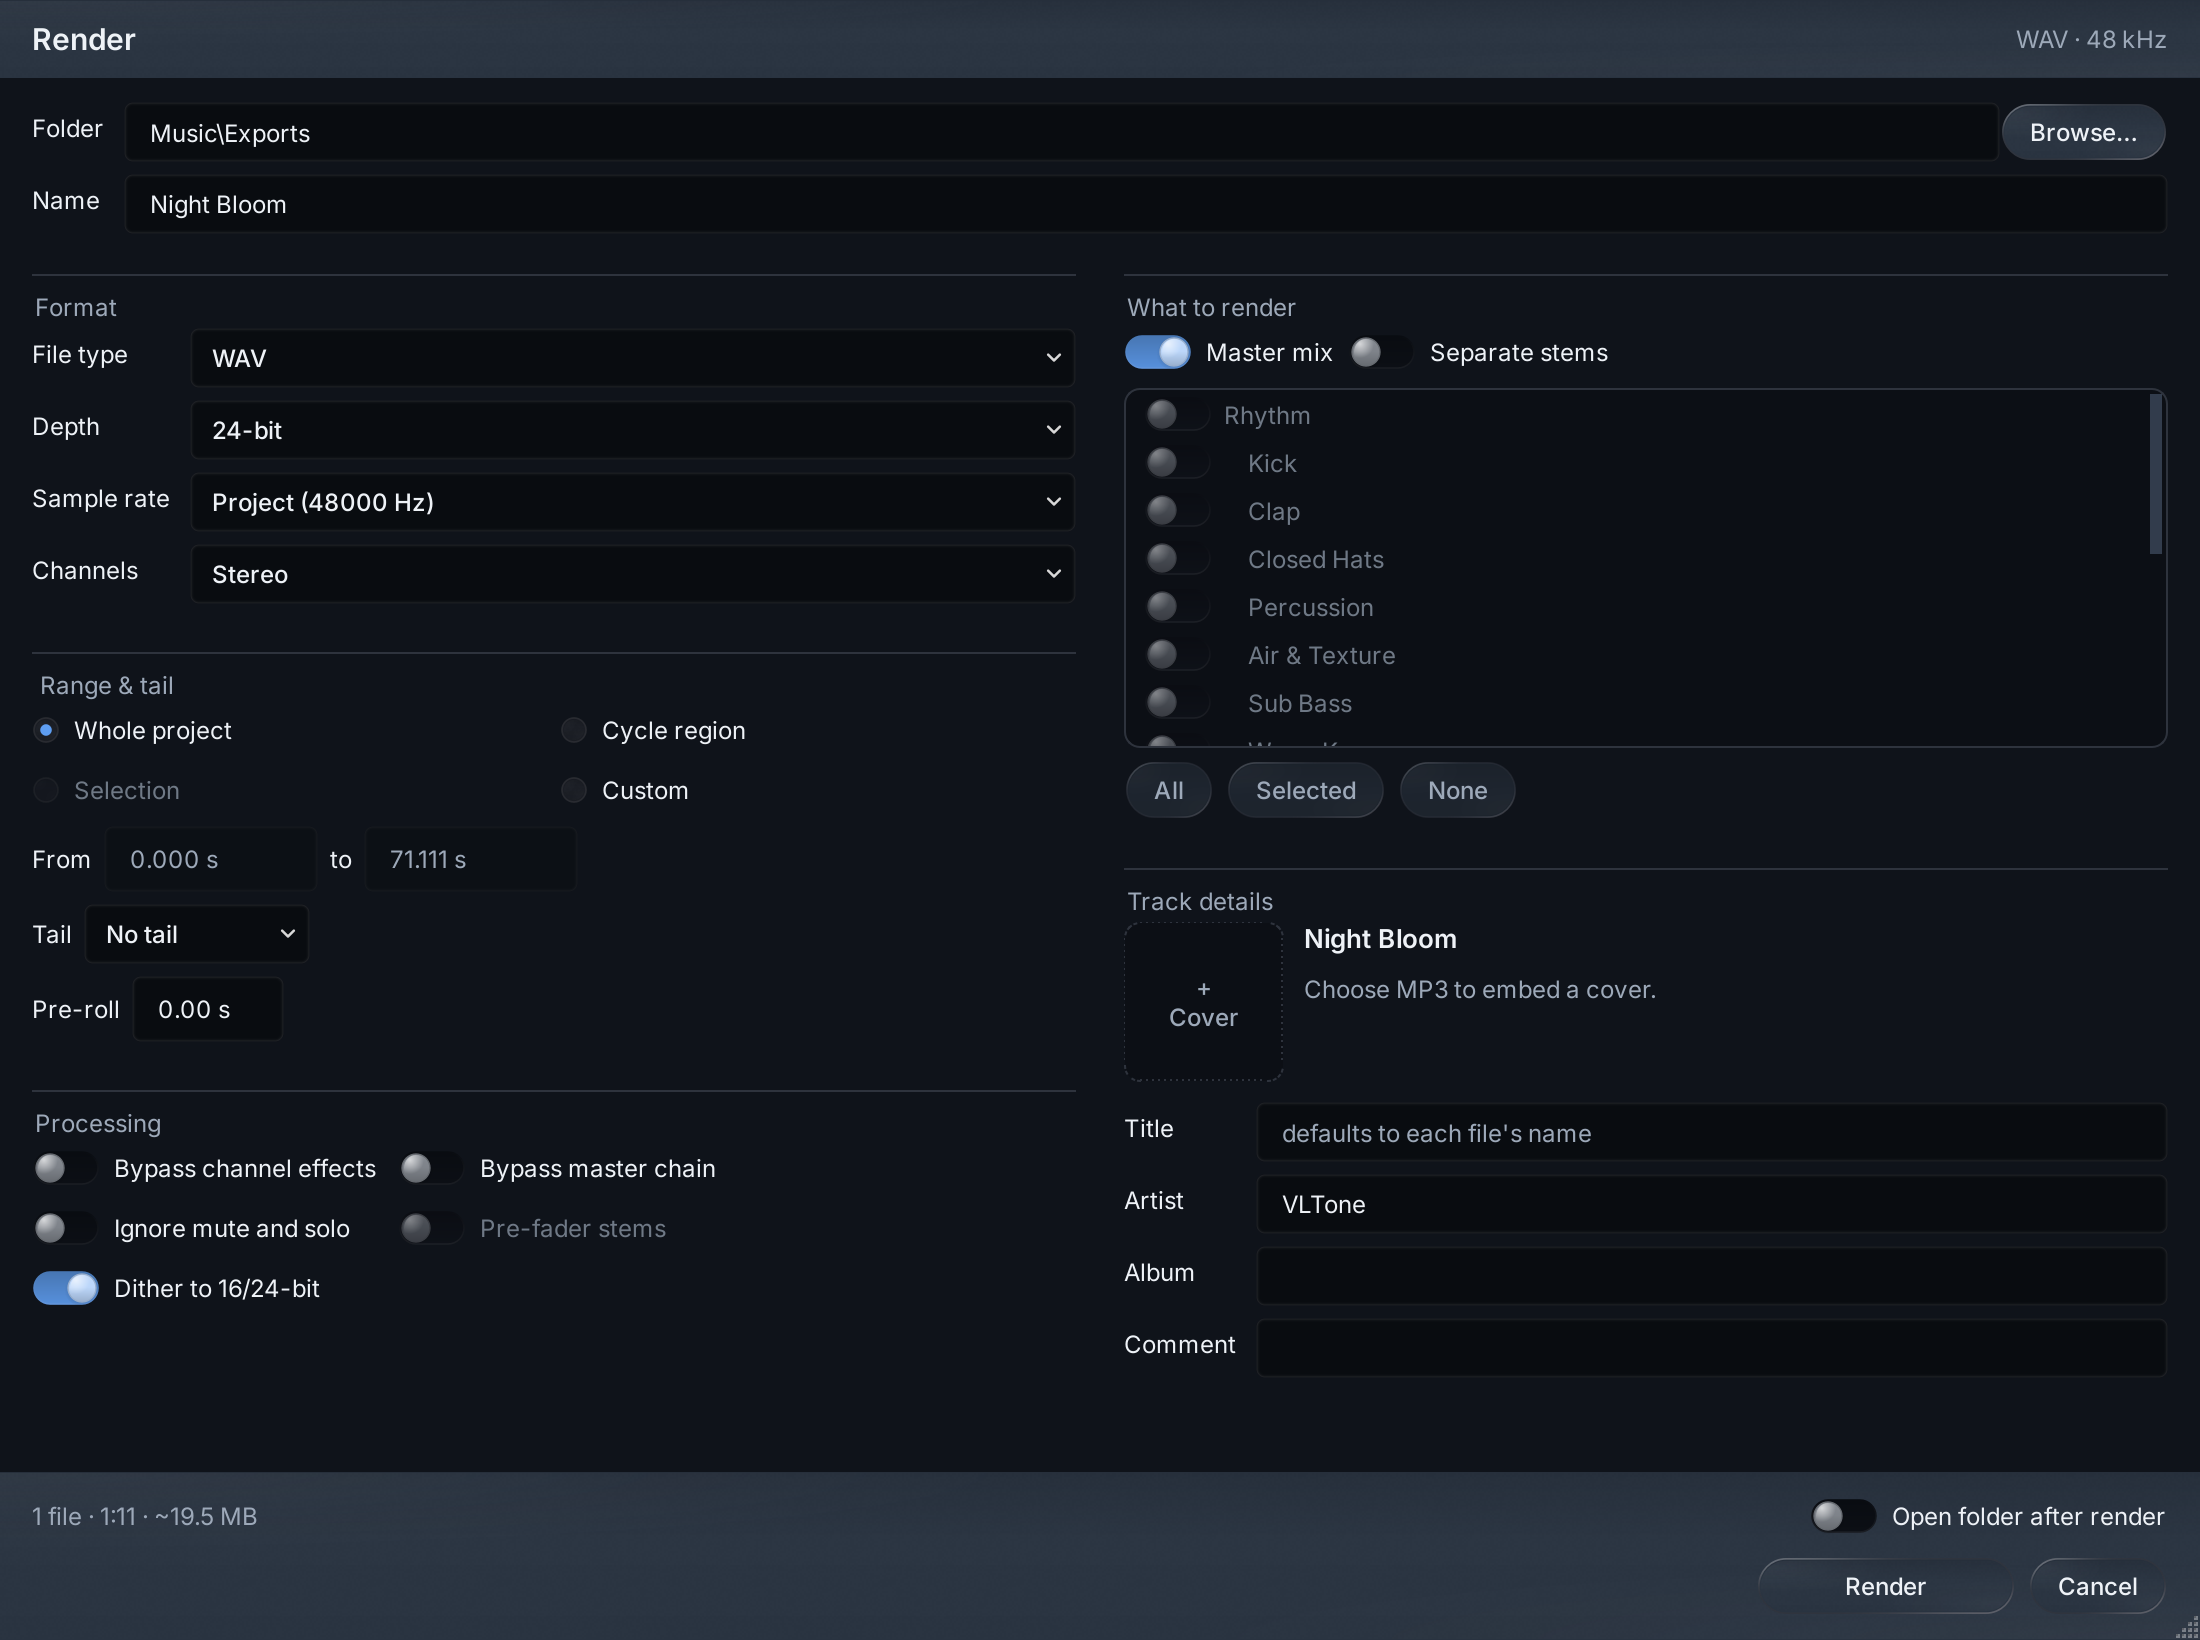 Render
WAV · 48 kHz
Folder
Music\Exports
Browse...
Name
Night Bloom
Format
File type
WAV
Depth
24-bit
Sample rate
Project (48000 Hz)
Channels
Stereo
Range & tail
Whole project
Cycle region
Selection
Custom
From
0.000 s
to
71.111 s
Tail
No tail
Pre-roll
0.00 s
Processing
Bypass channel effects
Bypass master chain
Ignore mute and solo
Pre-fader stems
Dither to 16/24-bit
What to render
Master mix
Separate stems
Rhythm
Kick
Clap
Closed Hats
Percussion
Air & Texture
Sub Bass
All
Selected
None
Track details
+
Cover
Night Bloom
Choose MP3 to embed a cover.
Title
defaults to each file's name
Artist
VLTone
Album
Comment
1 file · 1:11 · ~19.5 MB
Open folder after render
Render
Cancel